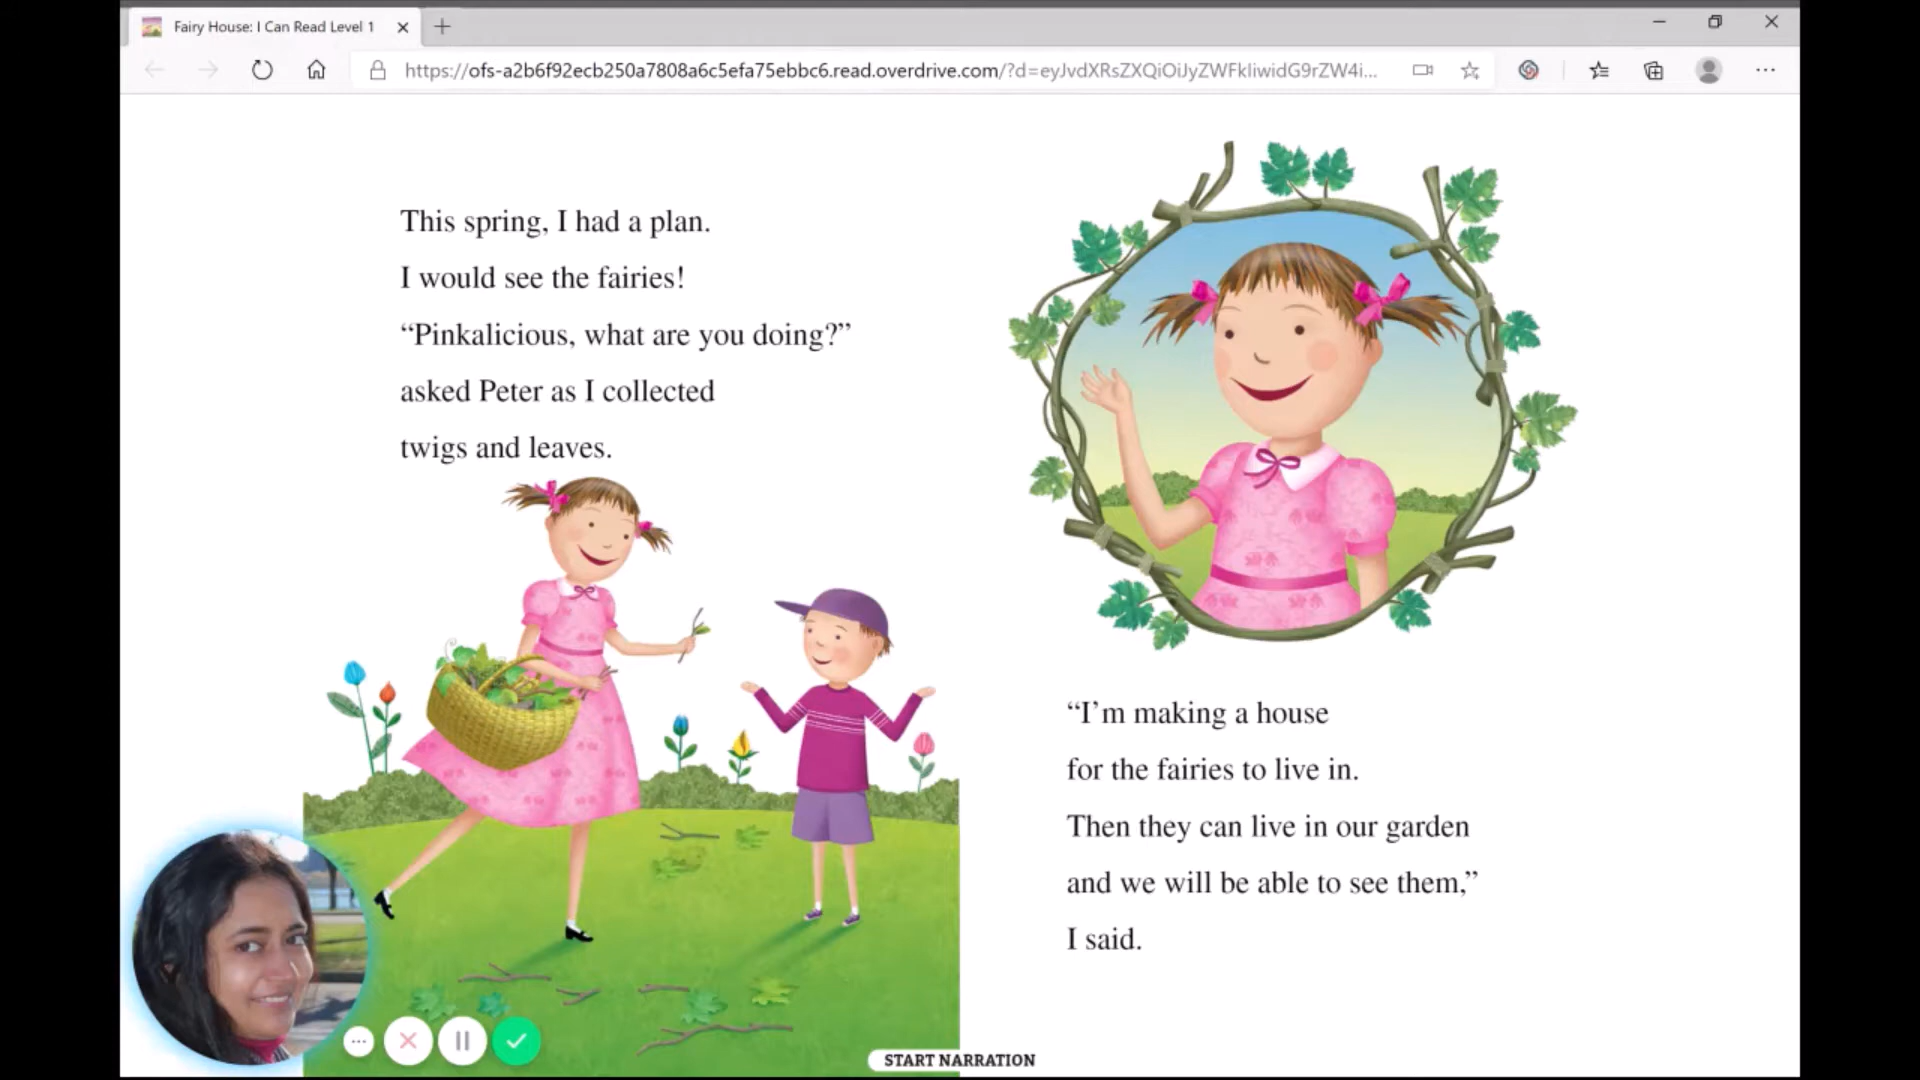 Fairy House: I Can Read Level 1
https://ofs-a2b6f92ecb250a7808a6c5efa75ebbc6.read.overdrive.com/?d=eyJvdXRsZXQiOiJyZWFkIiwidG9rZW4i...
This spring, I had a plan.
I would see the fairies!
“Pinkalicious, what are you doing?”
asked Peter as I collected
twigs and leaves.
“I’m making a house
for the fairies to live in.
Then they can live in our garden
and we will be able to see them,”
I said.
START NARRATION